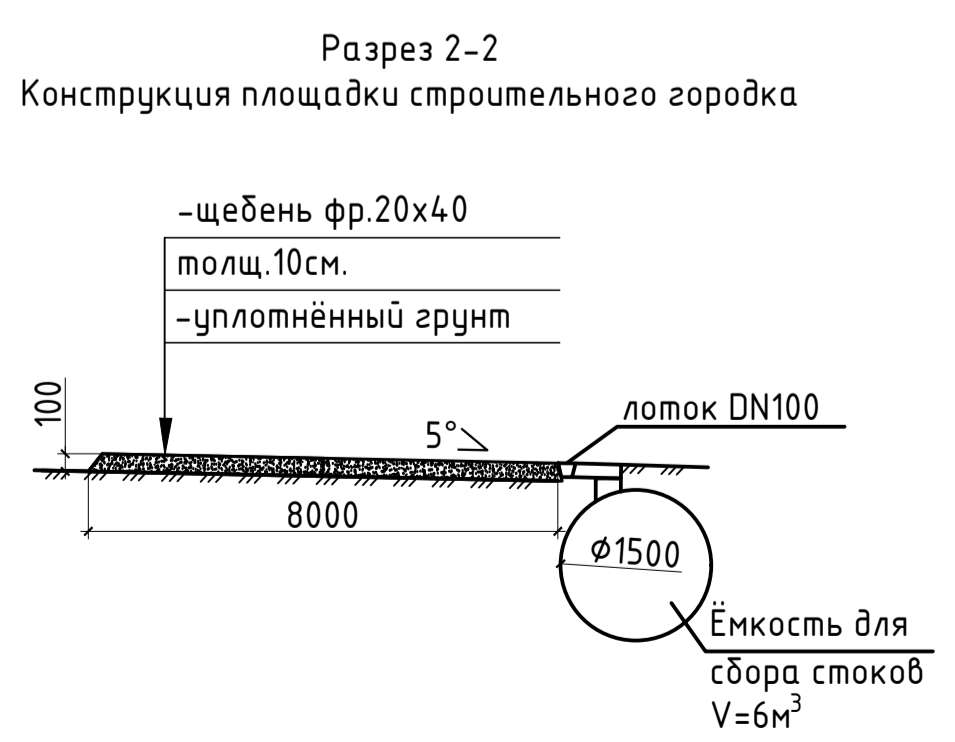 Разрез 2-2
Конструкция площадки строительного городка
-щебень фр.20х40
толщ.10см.
-уплотнённый грунт
100
5°
лоток DN100
8000
Ø1500
Ёмкость для
сбора стоков
V=6м³